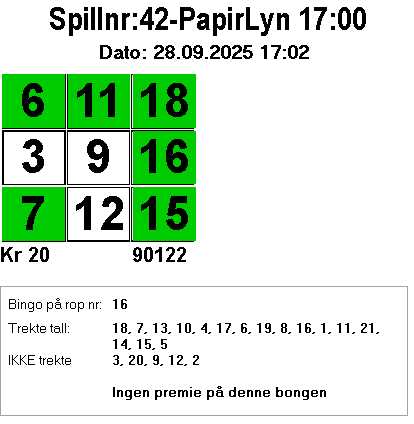 Spillnr:42-PapirLyn 17:00
Dato: 28.09.2025 17:02
6 11 18
3 9 16
7 12 15
Kr 20 90122
Bingo på rop nr: 16
Trekte tall: 18, 7, 13, 10, 4, 17, 6, 19, 8, 16, 1, 11, 21,
14, 15, 5
IKKE trekte 3, 20, 9, 12, 2
Ingen premie på denne bongen